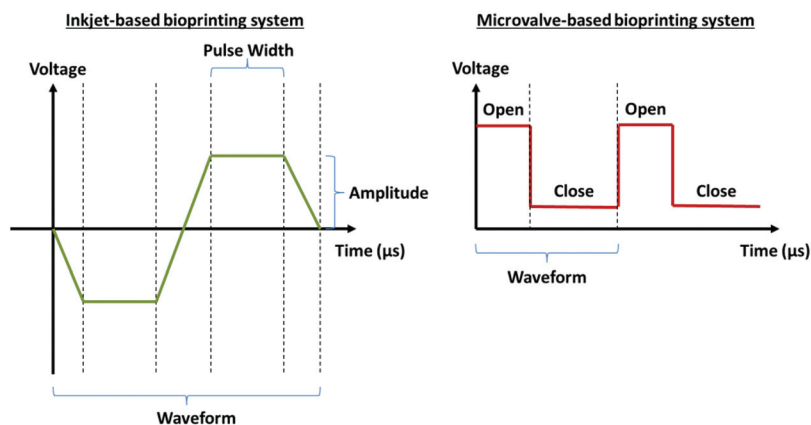 Inkjet-based bioprinting system
Pulse Width
Voltage
Amplitude
Time (μs)
Waveform
Microvalve-based bioprinting system
Voltage
Open
Open
Close
Close
Time (μs)
Waveform